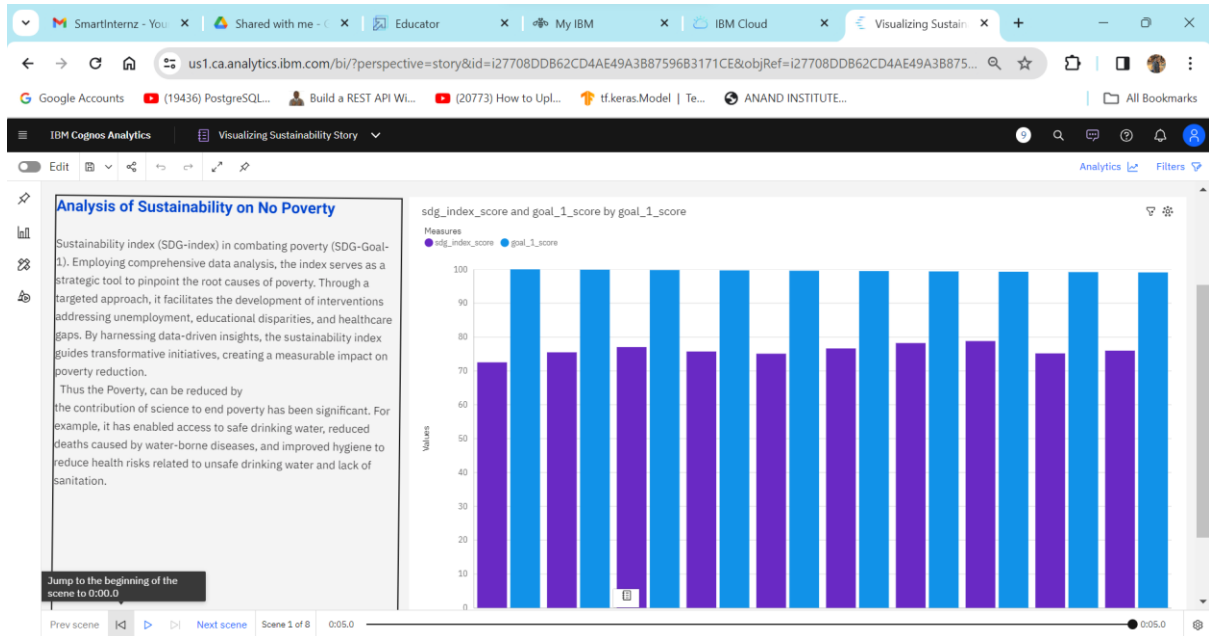 SmartInternz - You
Shared with me - G
Educator
My IBM
IBM Cloud
Visualizing Sustain
us1.ca.analytics.ibm.com/bi/?perspective=story&id=i27708DDB62CD4AE49A3B87596B3171CE&objRef=i27708DDB62CD4AE49A3B875...
Google Accounts
(19436) PostgreSQL...
Build a REST API Wi...
(20773) How to Upl...
tf.keras.Model | Te...
ANAND INSTITUTE...
All Bookmarks
IBM Cognos Analytics
Visualizing Sustainability Story
9
Edit
Analytics
Filters
Analysis of Sustainability on No Poverty
Sustainability index (SDG-index) in combating poverty (SDG-Goal-
1). Employing comprehensive data analysis, the index serves as a
strategic tool to pinpoint the root causes of poverty. Through a
targeted approach, it facilitates the development of interventions
addressing unemployment, educational disparities, and healthcare
gaps. By harnessing data-driven insights, the sustainability index
guides transformative initiatives, creating a measurable impact on
poverty reduction.
Thus the Poverty, can be reduced by
the contribution of science to end poverty has been significant. For
example, it has enabled access to safe drinking water, reduced
deaths caused by water-borne diseases, and improved hygiene to
reduce health risks related to unsafe drinking water and lack of
sanitation.
sdg_index_score and goal_1_score by goal_1_score
Measures
sdg_index_score
goal_1_score
100
90
80
70
60
50
40
30
20
10
0
Values
Jump to the beginning of the
scene to 0:00.0
Prev scene
Next scene
Scene 1 of 8
0:05.0
0:05.0